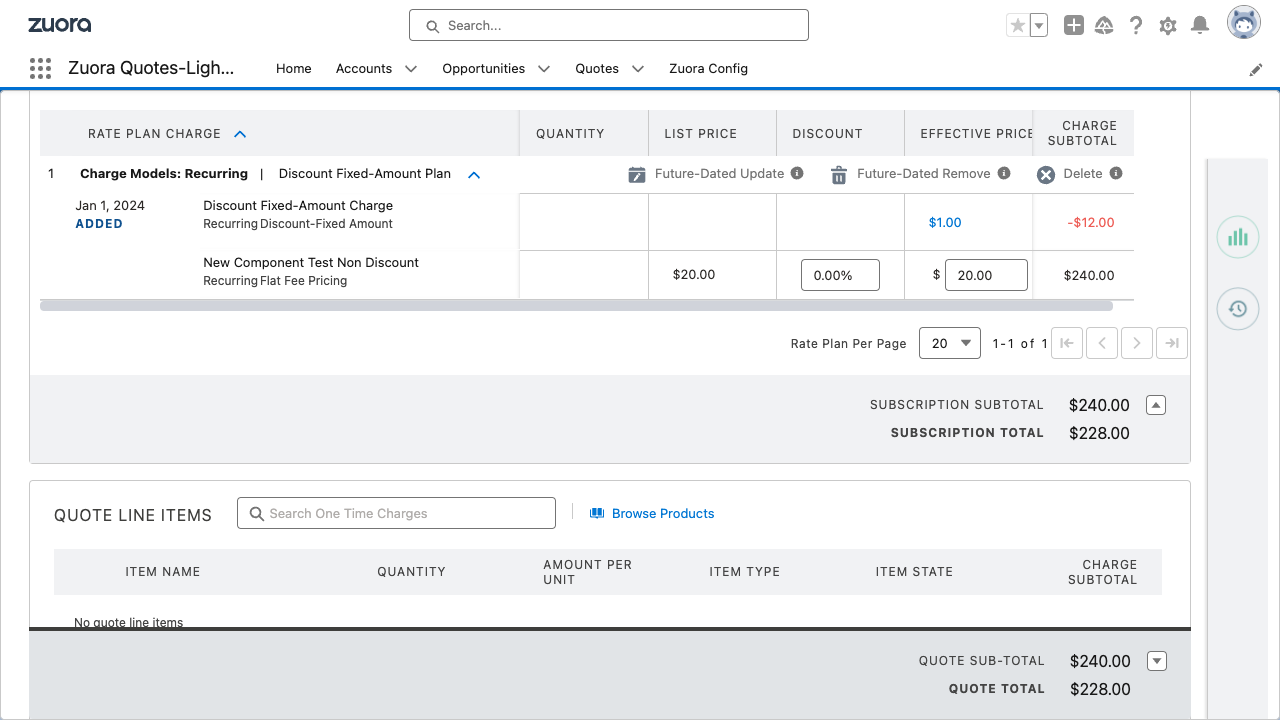 zuora
Search...
Zuora Quotes-Ligh...
Home Accounts Opportunities Quotes Zuora Config
RATE PLAN CHARGE QUANTITY LIST PRICE DISCOUNT EFFECTIVE PRICE CHARGE SUBTOTAL
1 Charge Models: Recurring | Discount Fixed-Amount Plan Future-Dated Update Future-Dated Remove Delete
Jan 1, 2024 Discount Fixed-Amount Charge
ADDED Recurring Discount-Fixed Amount $1.00 -$12.00
New Component Test Non Discount
Recurring Flat Fee Pricing $20.00 0.00% $ 20.00 $240.00
Rate Plan Per Page 20 1-1 of 1
SUBSCRIPTION SUBTOTAL $240.00
SUBSCRIPTION TOTAL $228.00
QUOTE LINE ITEMS Search One Time Charges Browse Products
ITEM NAME QUANTITY AMOUNT PER UNIT ITEM TYPE ITEM STATE CHARGE SUBTOTAL
No quote line items
QUOTE SUB-TOTAL $240.00
QUOTE TOTAL $228.00